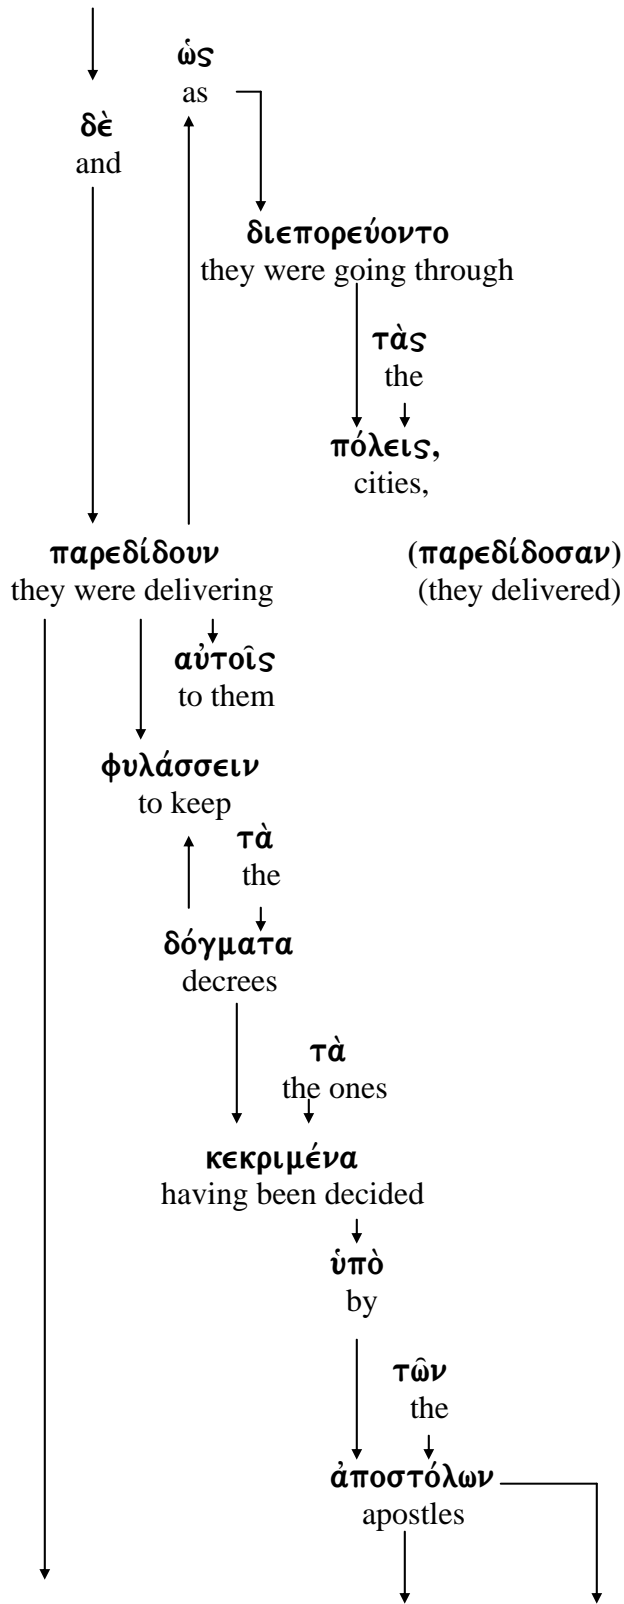 ὡς
as
δὲ
and
διεπορεύοντο
they were going through
τὰς
the
πόλεις,
cities,
παρεδίδουν (παρεδίδοσαν)
they were delivering (they delivered)
αὐτοῖς
to them
φυλάσσειν
to keep
τὰ
the
δόγματα
decrees
τὰ
the ones
κεκριμένα
having been decided
ὑπὸ
by
τῶν
the
ἀποστόλων
apostles